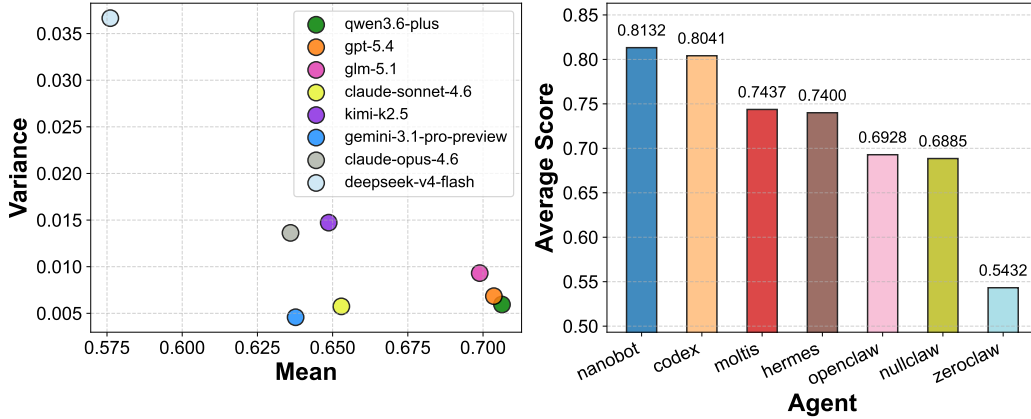 0.035
0.030
0.025
0.020
0.015
0.010
0.005
Variance
0.575
0.600
0.625
0.650
0.675
0.700
Mean
qwen3.6-plus
gpt-5.4
glm-5.1
claude-sonnet-4.6
kimi-k2.5
gemini-3.1-pro-preview
claude-opus-4.6
deepseek-v4-flash
0.85
0.80
0.75
0.70
0.65
0.60
0.55
0.50
Average Score
0.8132
0.8041
0.7437
0.7400
0.6928
0.6885
0.5432
nanobot
codex
moltis
hermes
openclaw
nullclaw
zeroclaw
Agent